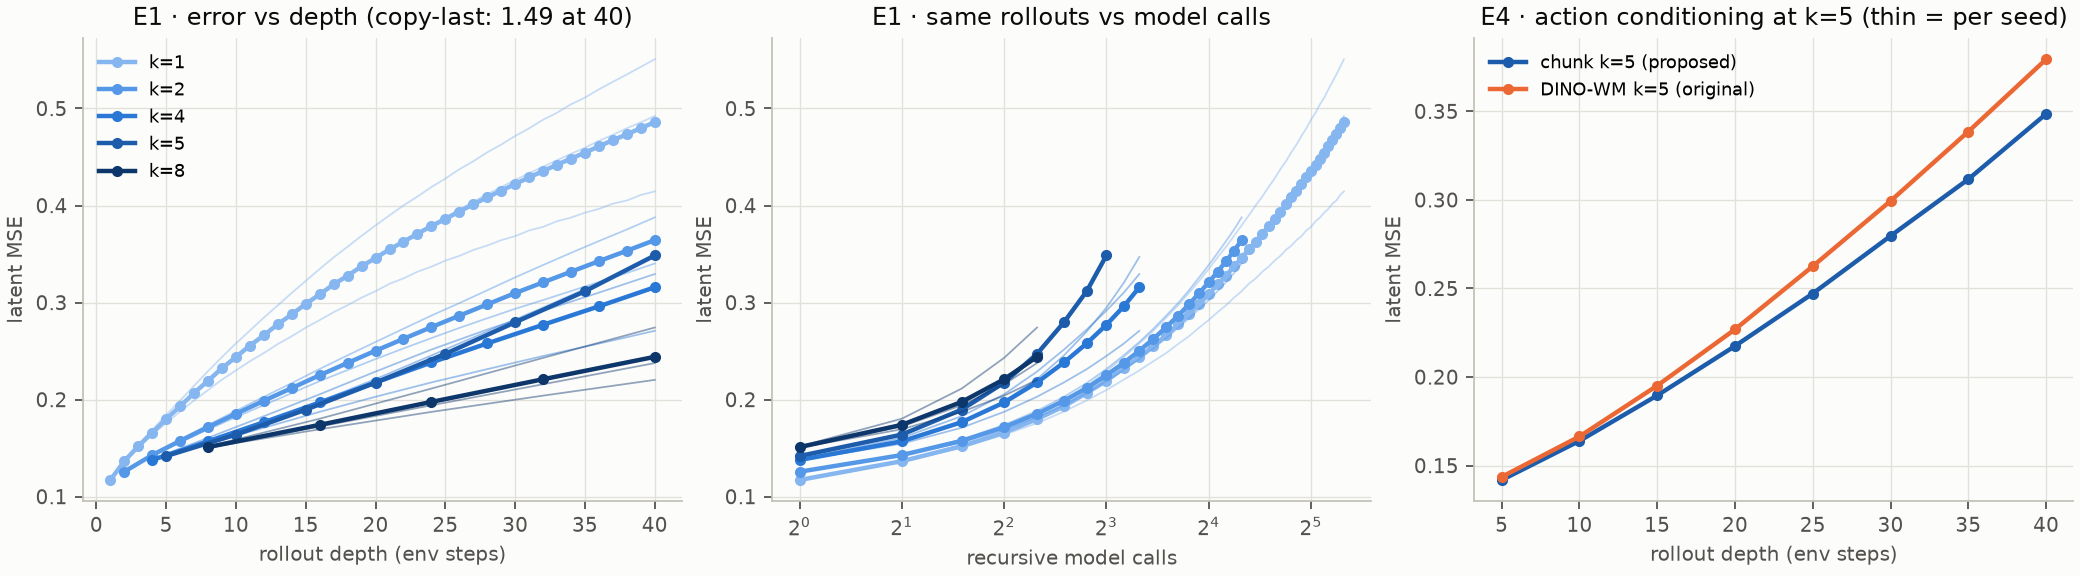 E1 · error vs depth (copy-last: 1.49 at 40)
k=1
k=2
k=4
k=5
k=8
0.5
0.4
0.3
0.2
0.1
latent MSE
0 5 10 15 20 25 30 35 40
rollout depth (env steps)
E1 · same rollouts vs model calls
0.5
0.4
0.3
0.2
0.1
latent MSE
2⁰ 2¹ 2² 2³ 2⁴ 2⁵
recursive model calls
E4 · action conditioning at k=5 (thin = per seed)
chunk k=5 (proposed)
DINO-WM k=5 (original)
0.35
0.30
0.25
0.20
0.15
latent MSE
5 10 15 20 25 30 35 40
rollout depth (env steps)